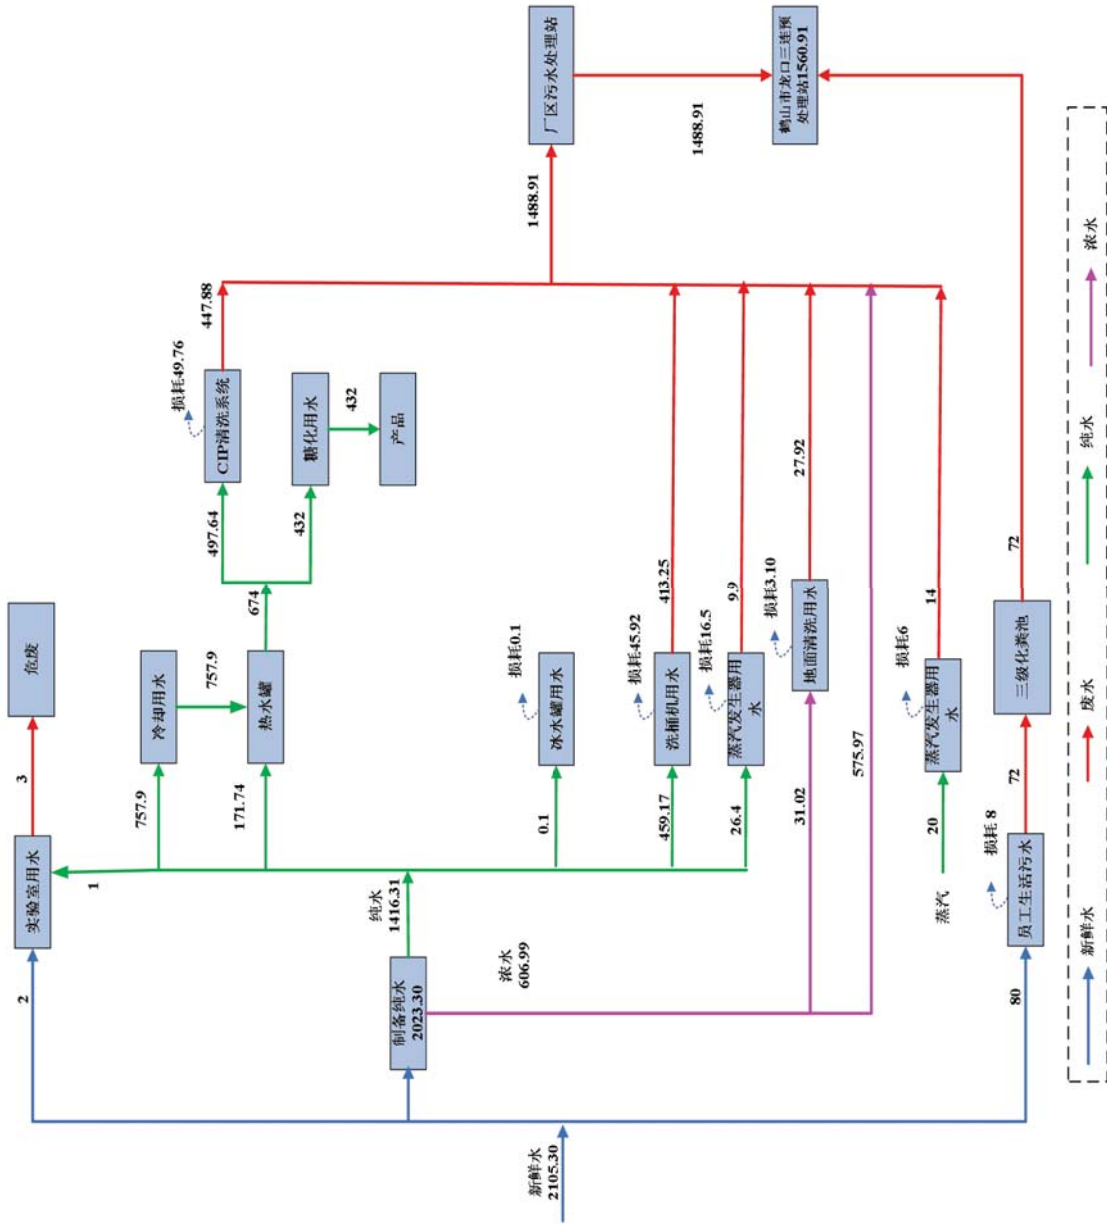 新鲜水
2105.30
2
实验室用水
3
危废
1
制备纯水
2023.30
纯水
1416.31
浓水
606.99
757.9
冷却用水
757.9
171.74
热水罐
674
497.64
CIP清洗系统
损耗49.76
447.88
432
糖化用水
432
产品
0.1
冰水罐用水
损耗0.1
459.17
洗桶机用水
损耗45.92
413.25
26.4
蒸汽发生器用
水
损耗16.5
9.9
31.02
地面清洗用水
损耗3.10
27.92
575.97
蒸汽
20
蒸汽发生器用
水
损耗6
14
80
员工生活污水
损耗 8
72
三级化粪池
72
1488.91
厂区污水处理站
1488.91
鹤山市龙口三连预
处理站1560.91
新鲜水
废水
纯水
浓水